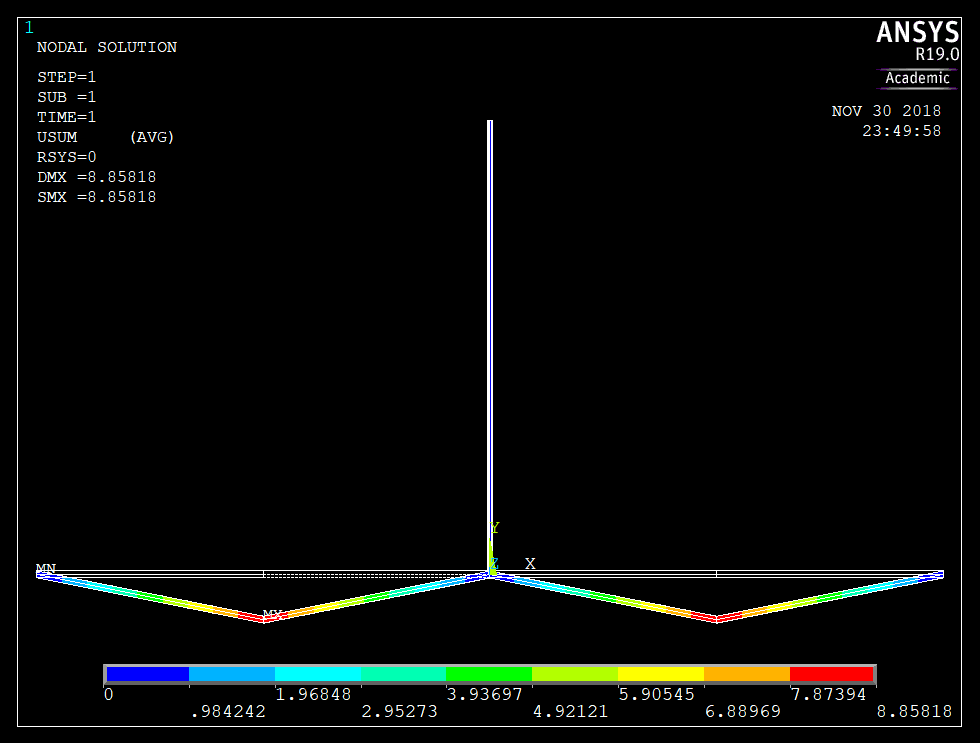 1
NODAL SOLUTION
STEP=1
SUB =1
TIME=1
USUM (AVG)
RSYS=0
DMX =8.85818
SMX =8.85818
ANSYS
R19.0
Academic
NOV 30 2018
23:49:58
Y
Z
X
MN
MX
0
.984242
1.96848
2.95273
3.93697
4.92121
5.90545
6.88969
7.87394
8.85818